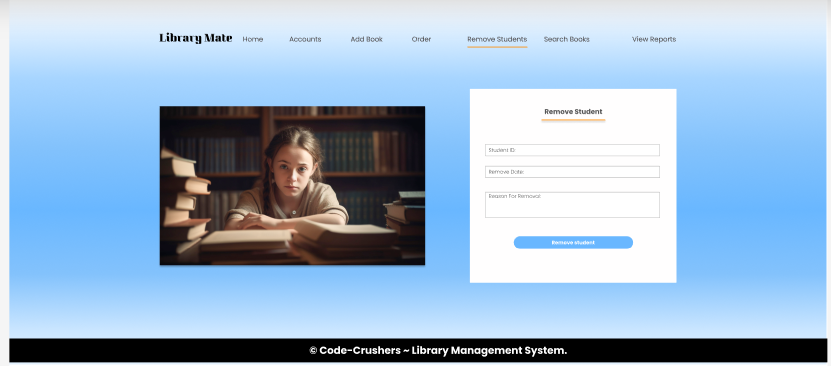 Library Mate Home Accounts Add Book Order Remove Students Search Books View Reports
Remove Student
Student ID:
Remove Date:
Reason For Removal
Remove student
© Code-Crushers ~ Library Management System.